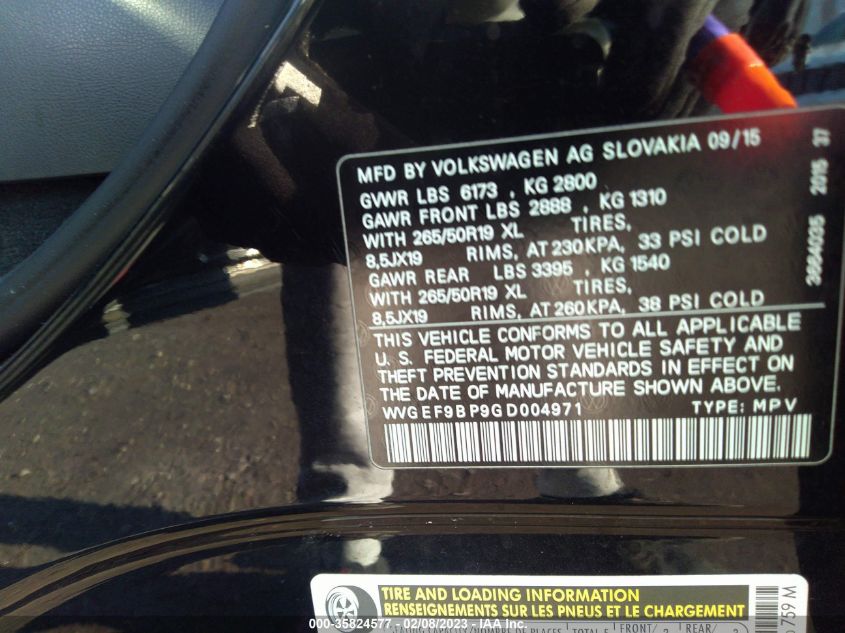 MFD BY VOLKSWAGEN AG SLOVAKIA 09/15
GVWR LBS 6173 , KG 2800
GAWR FRONT LBS 2888 , KG 1310
WITH 265/50R19 XL TIRES,
8,5JX19 RIMS, AT 230KPA, 33 PSI COLD
GAWR REAR LBS 3395 , KG 1540
WITH 265/50R19 XL TIRES,
8,5JX19 RIMS, AT 260KPA, 38 PSI COLD
THIS VEHICLE CONFORMS TO ALL APPLICABLE
U. S. FEDERAL MOTOR VEHICLE SAFETY AND
THEFT PREVENTION STANDARDS IN EFFECT ON
THE DATE OF MANUFACTURE SHOWN ABOVE.
WVGEF9BP9GD004971 TYPE: MPV
3664035 2015 37
TIRE AND LOADING INFORMATION
RENSEIGNEMENTS SUR LES PNEUS ET LE CHARGEMENT
759 M
000-35824577 - 02/08/2023 - IAA Inc.